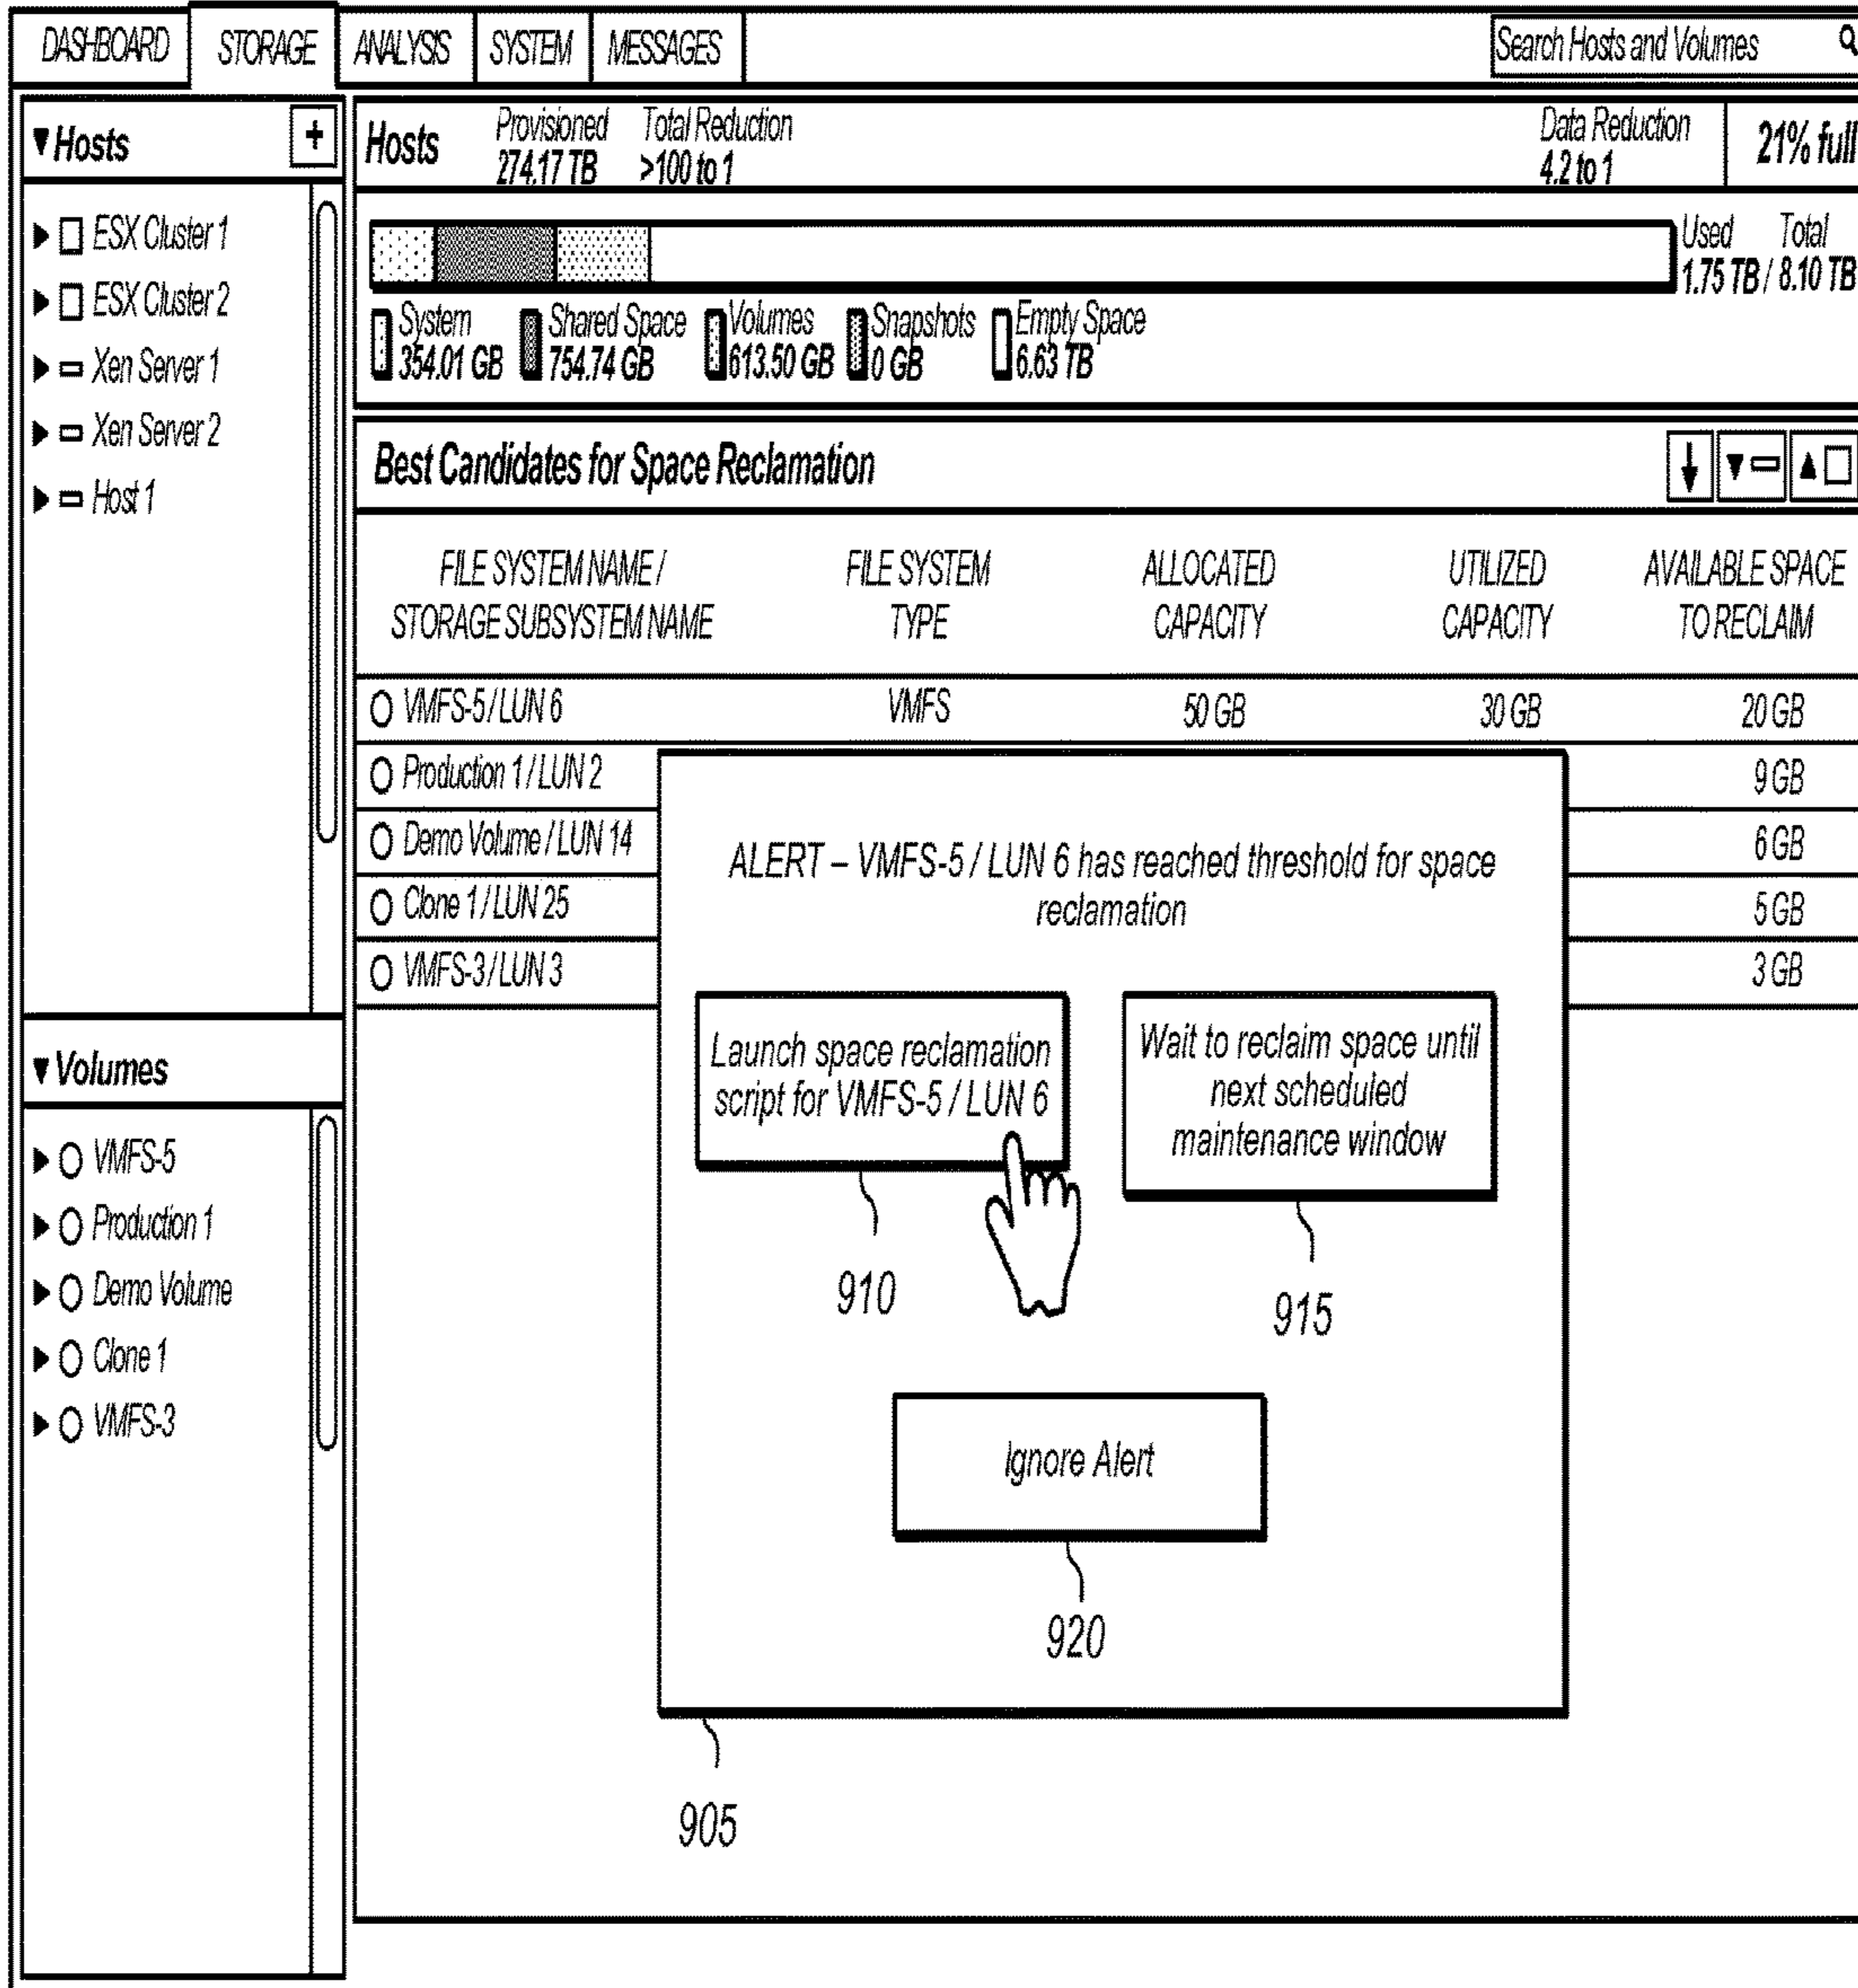 DASHBOARD STORAGE ANALYSIS SYSTEM MESSAGES Search Hosts and Volumes
Hosts +
ESX Cluster 1
ESX Cluster 2
Xen Server 1
Xen Server 2
Host 1
Volumes
VMFS-5
Production 1
Demo Volume
Clone 1
VMFS-3
Hosts Provisioned Total Reduction Data Reduction 21% full
274.17 TB >100 to 1 4.2 to 1
Used Total
1.75 TB / 8.10 TB
System Shared Space Volumes Snapshots Empty Space
354.01 GB 754.74 GB 613.50 GB 0 GB 6.63 TB
Best Candidates for Space Reclamation
FILE SYSTEM NAME / FILE SYSTEM ALLOCATED UTILIZED AVAILABLE SPACE
STORAGE SUBSYSTEM NAME TYPE CAPACITY CAPACITY TO RECLAIM
VMFS-5 / LUN 6 VMFS 50 GB 30 GB 20 GB
Production 1 / LUN 2 9 GB
Demo Volume / LUN 14 6 GB
Clone 1 / LUN 25 5 GB
VMFS-3 / LUN 3 3 GB
ALERT – VMFS-5 / LUN 6 has reached threshold for space
reclamation
Launch space reclamation
script for VMFS-5 / LUN 6
910
Wait to reclaim space until
next scheduled
maintenance window
915
Ignore Alert
920
905